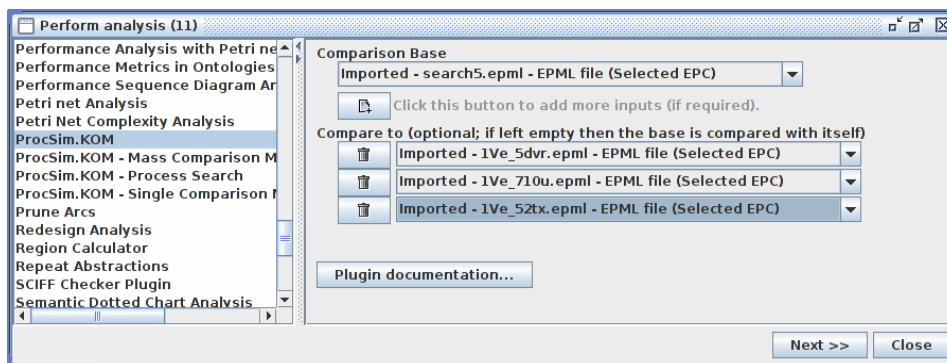 Perform analysis (11)
Performance Analysis with Petri ne
Performance Metrics in Ontologies
Performance Sequence Diagram Ar
Petri net Analysis
Petri Net Complexity Analysis
ProcSim.KOM
ProcSim.KOM - Mass Comparison M
ProcSim.KOM - Process Search
ProcSim.KOM - Single Comparison M
Prune Arcs
Redesign Analysis
Region Calculator
Repeat Abstractions
SCIFF Checker Plugin
Semantic Dotted Chart Analysis
Comparison Base
Imported - search5.epml - EPML file (Selected EPC)
Click this button to add more inputs (if required).
Compare to (optional; if left empty then the base is compared with itself)
Imported - 1Ve_5dvr.epml - EPML file (Selected EPC)
Imported - 1Ve_710u.epml - EPML file (Selected EPC)
Imported - 1Ve_52tx.epml - EPML file (Selected EPC)
Plugin documentation...
Next >>
Close